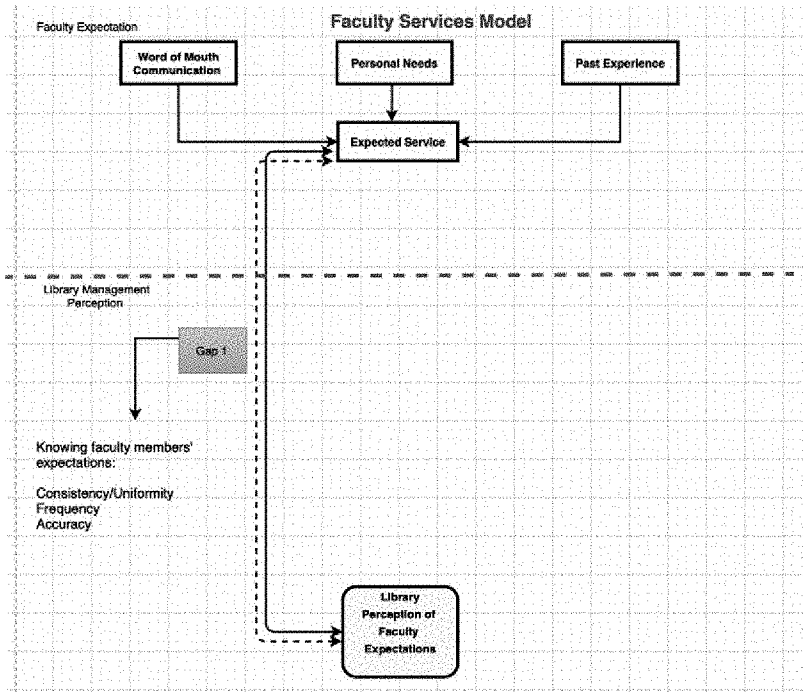 Faculty Services Model
Faculty Expectation
Word of Mouth
Communication
Personal Needs
Past Experience
Expected Service
Library Management
Perception
Gap 1
Knowing faculty members'
expectations:
Consistency/Uniformity
Frequency
Accuracy
Library
Perception of
Faculty
Expectations